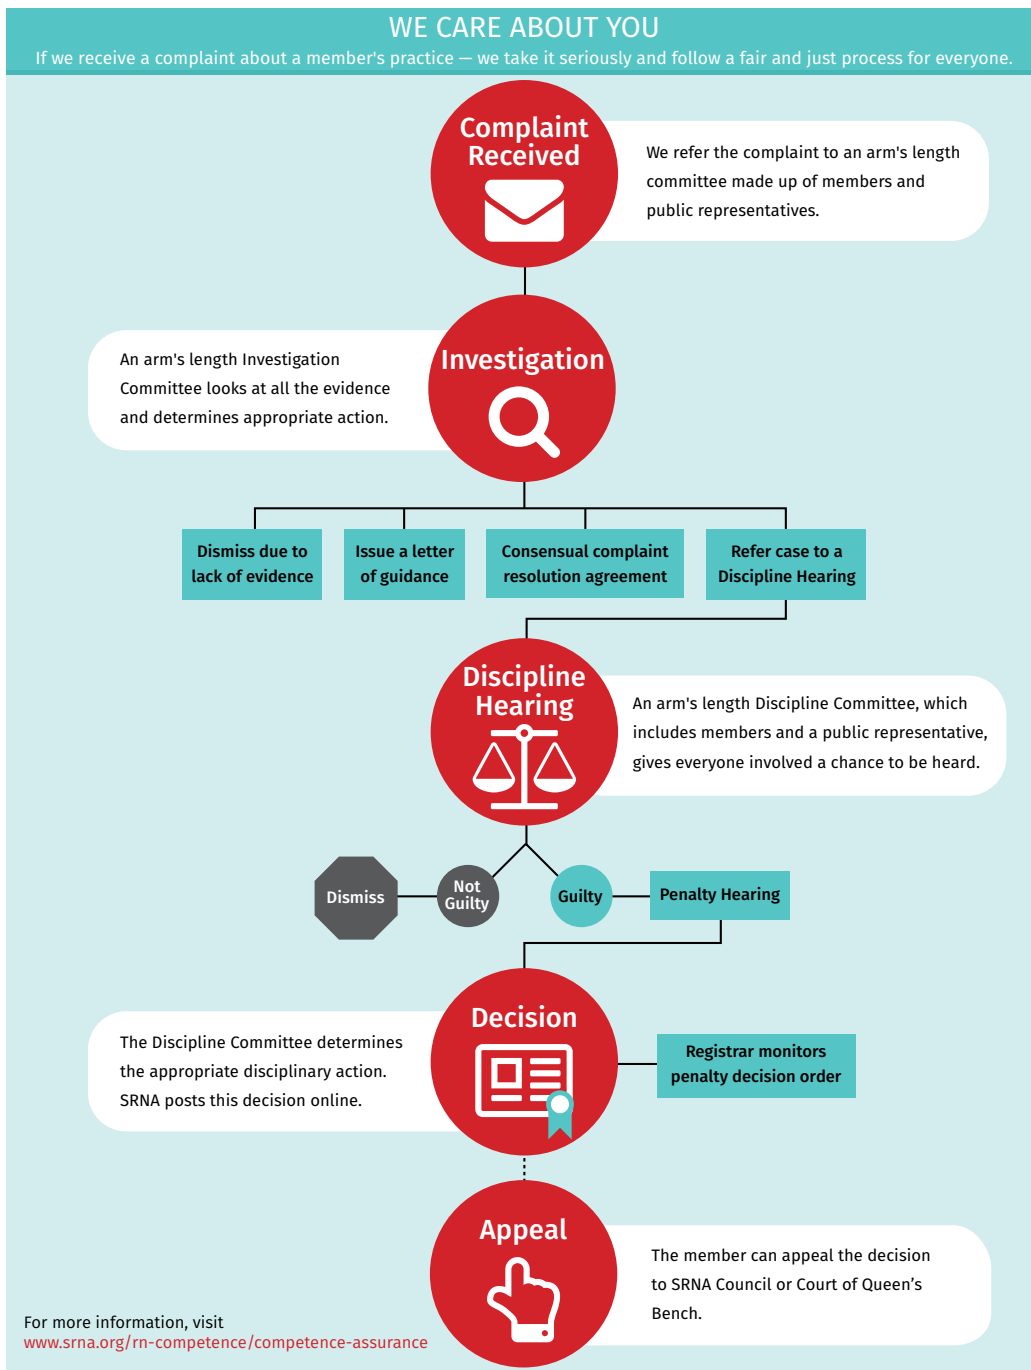 WE CARE ABOUT YOU
If we receive a complaint about a member's practice — we take it seriously and follow a fair and just process for everyone.
Complaint
Received
We refer the complaint to an arm's length
committee made up of members and
public representatives.
Investigation
An arm's length Investigation
Committee looks at all the evidence
and determines appropriate action.
Dismiss due to
lack of evidence
Issue a letter
of guidance
Consensual complaint
resolution agreement
Refer case to a
Discipline Hearing
Discipline
Hearing
An arm's length Discipline Committee, which
includes members and a public representative,
gives everyone involved a chance to be heard.
Dismiss
Not
Guilty
Guilty
Penalty Hearing
Decision
The Discipline Committee determines
the appropriate disciplinary action.
SRNA posts this decision online.
Registrar monitors
penalty decision order
Appeal
The member can appeal the decision
to SRNA Council or Court of Queen’s
Bench.
For more information, visit
www.srna.org/rn-competence/competence-assurance